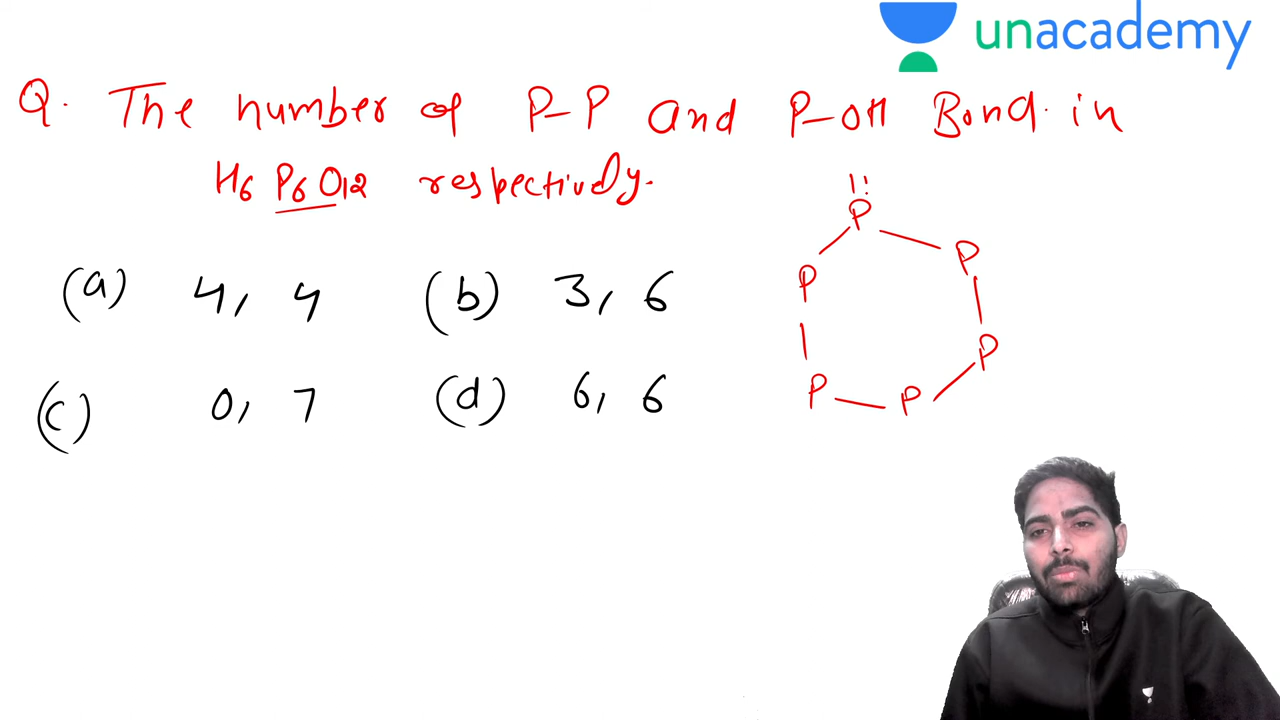 unacademy
Q. The number of P-P and P-OH Bond. in
H6 P6 O12 respectively.
(a) 4, 4 (b) 3, 6
(c) 0, 7 (d) 6, 6
P
P
P
P
P
P